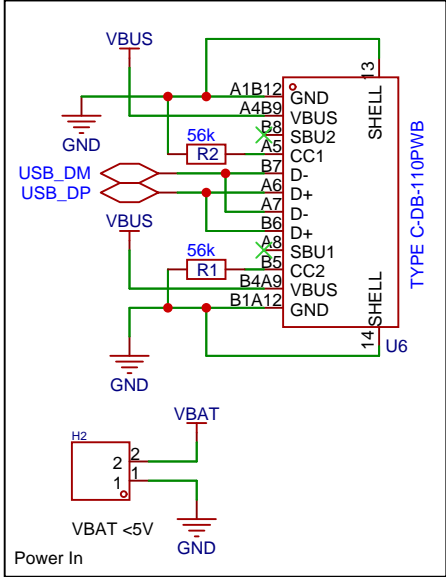 VBUS
13
A1B12
GND
SHELL
A4B9
VBUS
GND
B8
SBU2
56k
A5
CC1
R2
B7
D-
USB_DM
A6
D+
USB_DP
A7
D-
B6
D+
VBUS
A8
SBU1
56k
B5
CC2
R1
B4A9
VBUS
B1A12
GND
SHELL
TYPE C-DB-110PWB
14
U6
GND
VBAT
H2
2 2
1 1
VBAT <5V
GND
Power In